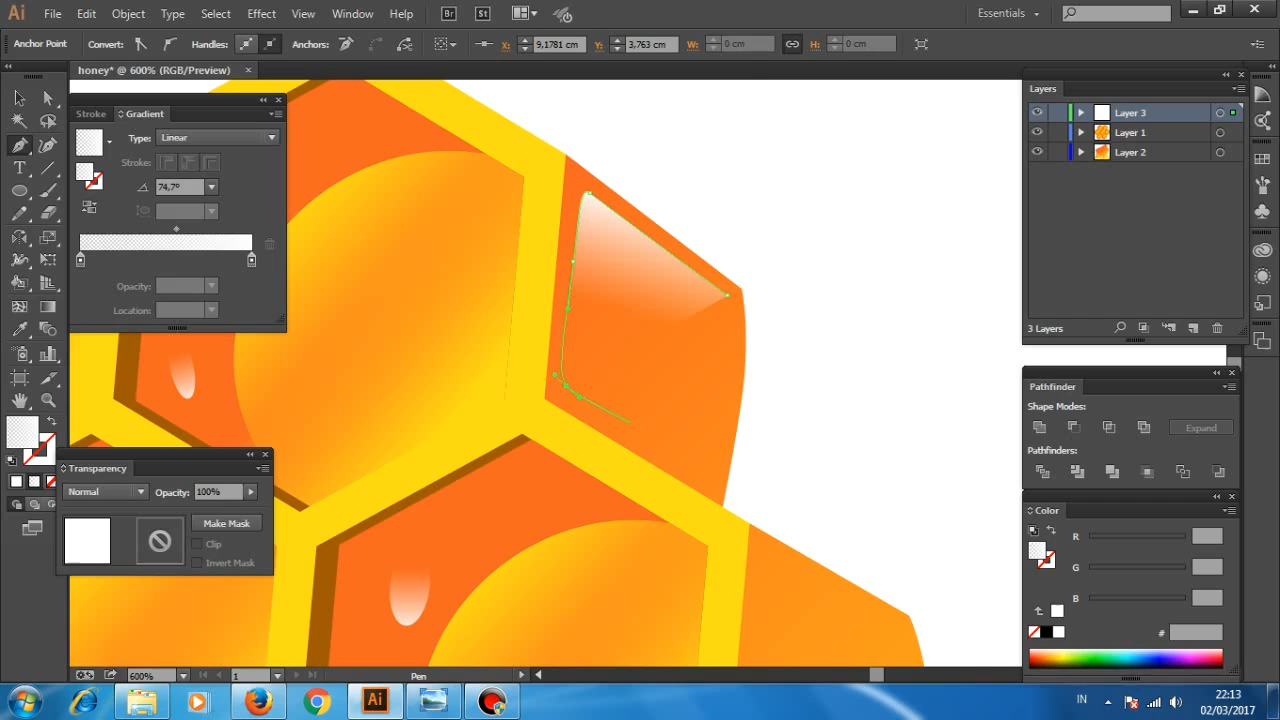 Ai File Edit Object Type Select Effect View Window Help Br St Essentials
Anchor Point Convert: Handles: Anchors: X: 9,1781 cm Y: 3,763 cm W: 0 cm H: 0 cm
honey* @ 600% (RGB/Preview)
Stroke Gradient
Type: Linear
Stroke:
74,7°
Opacity:
Location:
Transparency
Normal Opacity: 100%
Make Mask
Clip
Invert Mask
Layers
Layer 3
Layer 1
Layer 2
3 Layers
Pathfinder
Shape Modes:
Expand
Pathfinders:
Color
R
G
B
#
600% 1 Pen
Ai IN 22:13
02/03/2017